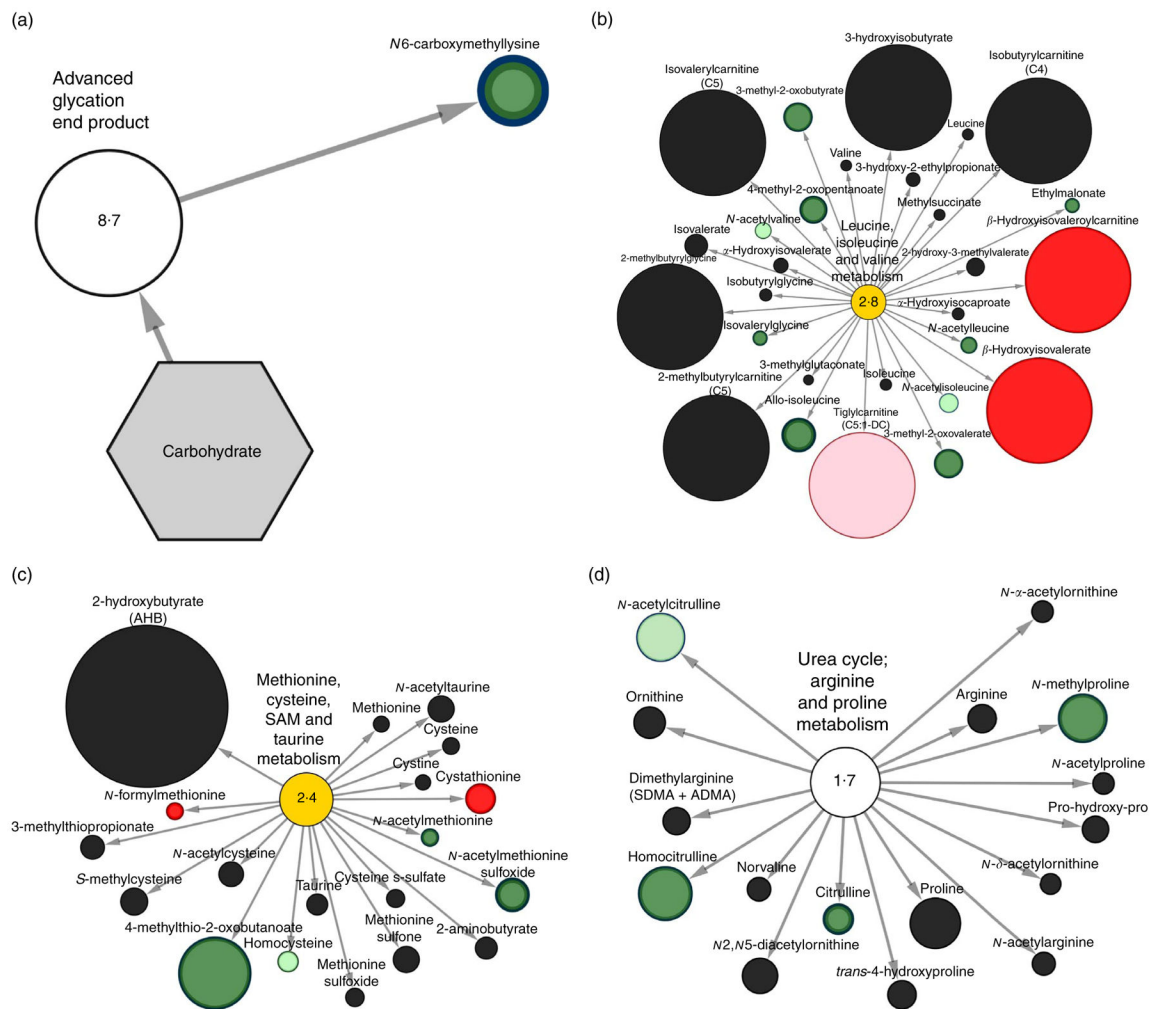 (a)
N6-carboxymethyllysine
Advanced
glycation
end product
8·7
Carbohydrate
(b)
3-hydroxyisobutyrate
Isovalerylcarnitine
(C5)
Isobutyrylcarnitine
(C4)
3-methyl-2-oxobutyrate
Leucine
Valine
3-hydroxy-2-ethylpropionate
4-methyl-2-oxopentanoate
Ethylmalonate
Methylsuccinate
N-acetylvaline
Leucine,
isoleucine
and valine
metabolism
β-Hydroxyisovaleroylcarnitine
Isovalerate
α-Hydroxyisovalerate
2-hydroxy-3-methylvalerate
2-methylbutyrylglycine
Isobutyrylglycine
2·8
α-Hydroxyisocaproate
Isovalerylglycine
N-acetylleucine
β-Hydroxyisovalerate
3-methylglutaconate
Isoleucine
2-methylbutyrylcarnitine
(C5)
N-acetylisoleucine
Allo-isoleucine
Tiglylcarnitine
(C5:1-DC)
3-methyl-2-oxovalerate
(c)
2-hydroxybutyrate
(AHB)
Methionine,
cysteine,
SAM and
taurine
metabolism
N-acetyltaurine
Methionine
Cysteine
Cystine
Cystathionine
2·4
N-formylmethionine
N-acetylmethionine
3-methylthiopropionate
N-acetylcysteine
N-acetylmethionine
sulfoxide
S-methylcysteine
Taurine
Cysteine s-sulfate
4-methylthio-2-oxobutanoate
Homocysteine
Methionine
sulfone
2-aminobutyrate
Methionine
sulfoxide
(d)
N-α-acetylornithine
N-acetylcitrulline
Urea cycle;
arginine
and proline
metabolism
Ornithine
Arginine
N-methylproline
1·7
N-acetylproline
Dimethylarginine
(SDMA + ADMA)
Pro-hydroxy-pro
Homocitrulline
Norvaline
Citrulline
Proline
N-δ-acetylornithine
N2,N5-diacetylornithine
trans-4-hydroxyproline
N-acetylarginine